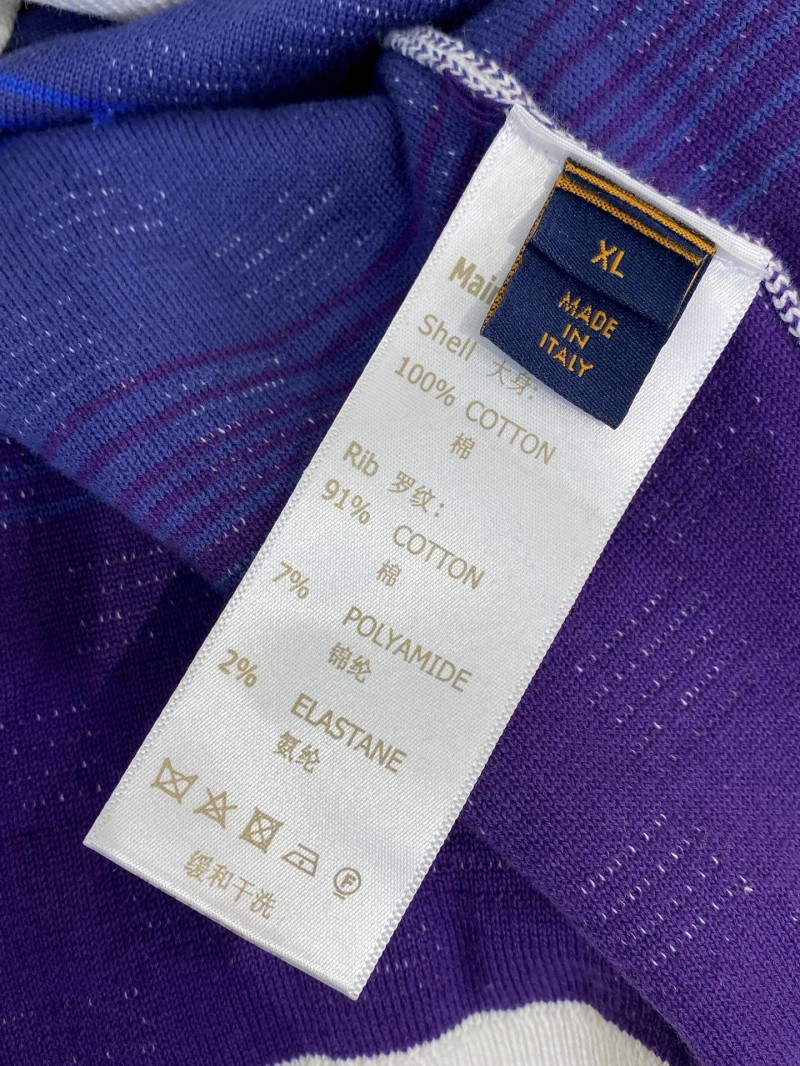 XL
MADE
IN
ITALY
Main
Shell 大身:
100% COTTON
棉
Rib 罗纹:
91% COTTON
棉
7% POLYAMIDE
锦纶
2% ELASTANE
氨纶
F
缓和干洗